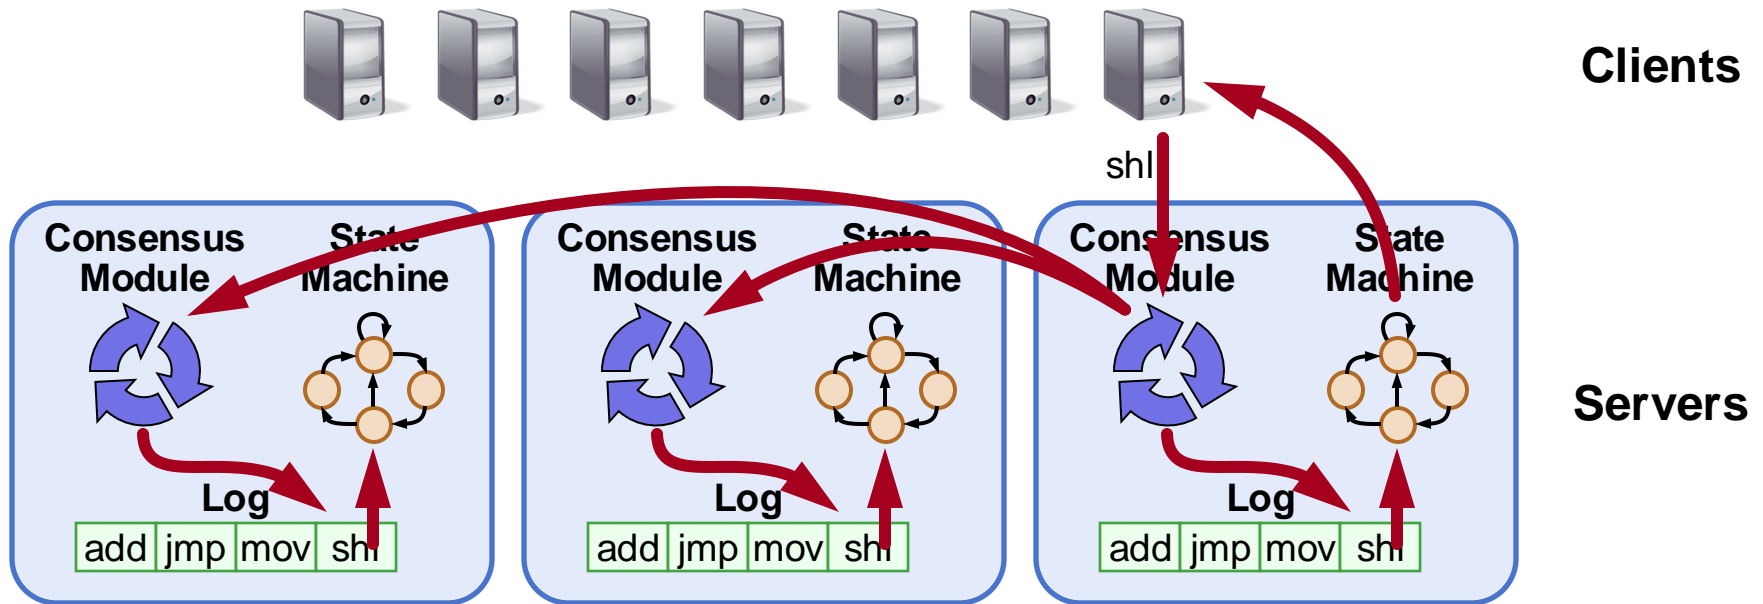 Clients
shl
Consensus Module
State Machine
Consensus Module
State Machine
Consensus Module
State Machine
Servers
Log
Log
Log
add jmp mov shl
add jmp mov shl
add jmp mov shl